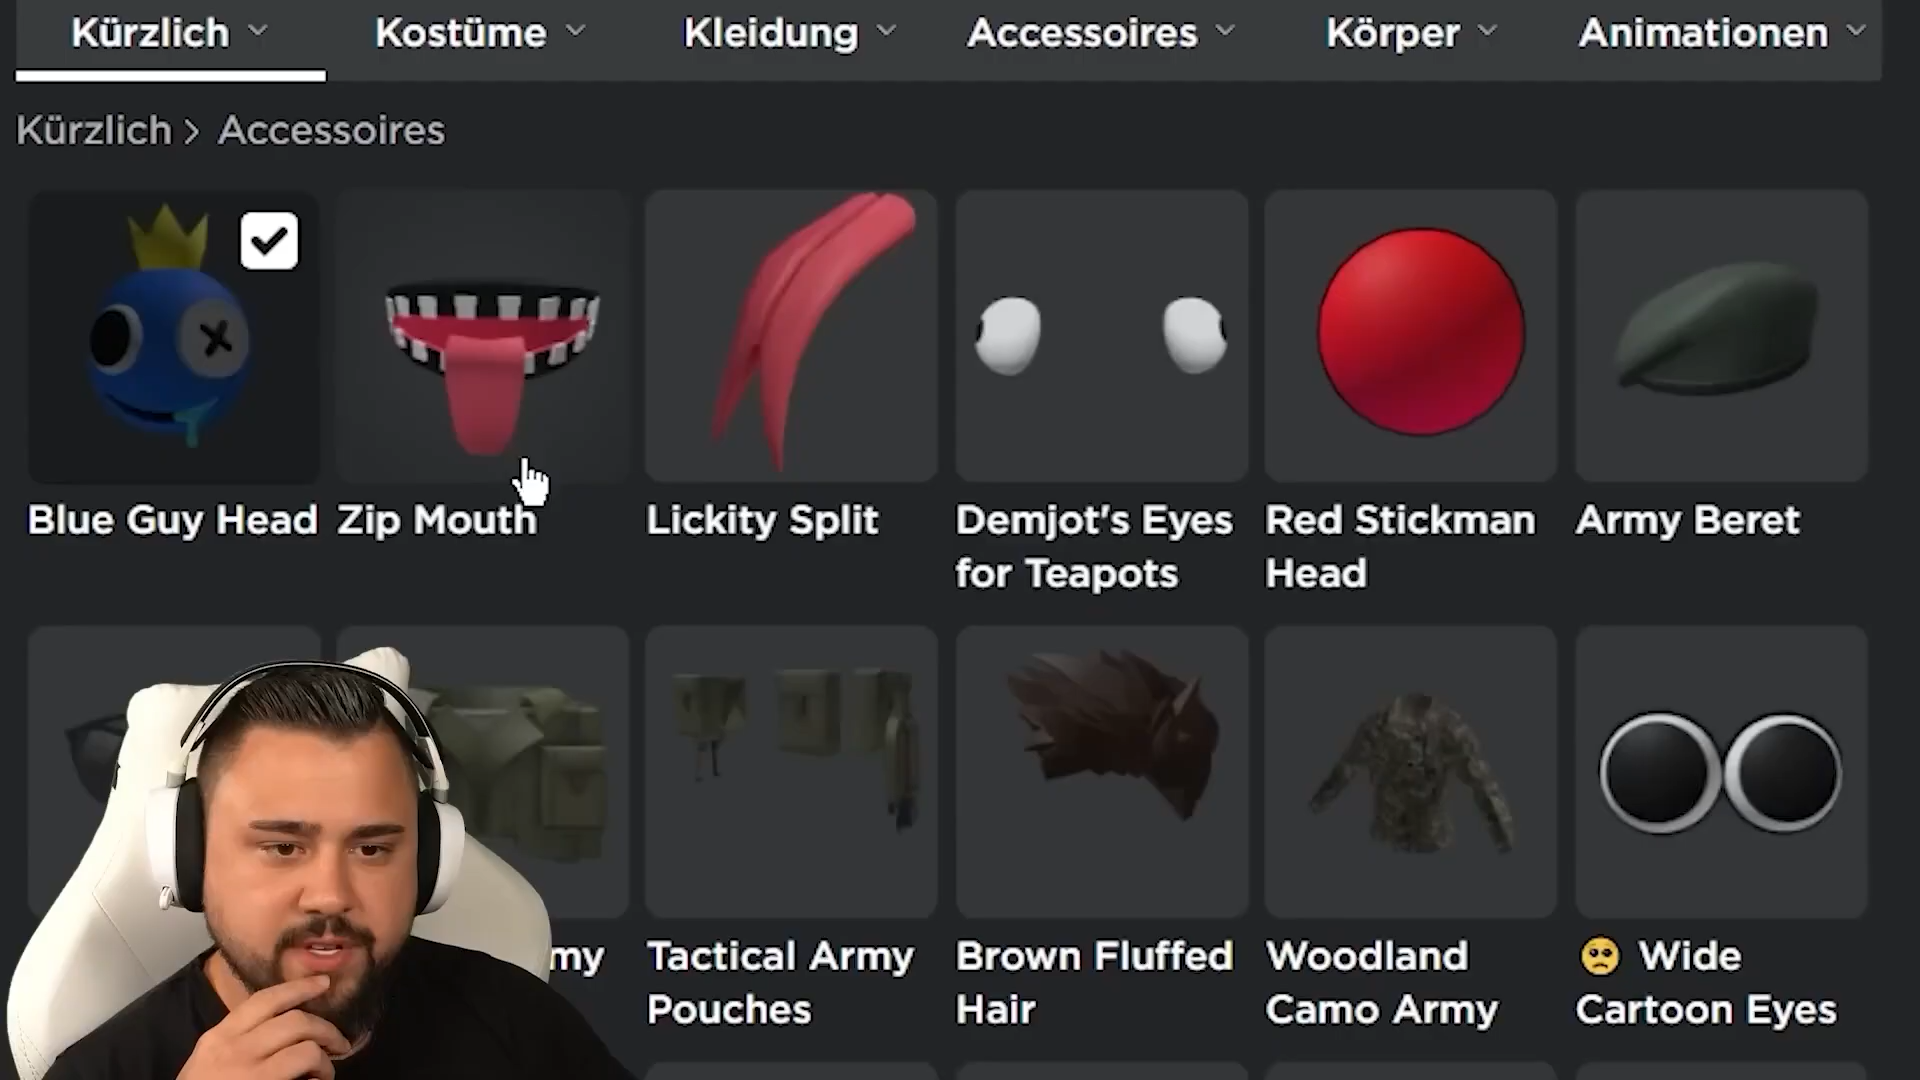 Kürzlich Kostüme Kleidung Accessoires Körper Animationen
Kürzlich > Accessoires
Blue Guy Head Zip Mouth Lickity Split Demjot's Eyes Red Stickman Army Beret
for Teapots Head
my Tactical Army Brown Fluffed Woodland 🥺 Wide
Pouches Hair Camo Army Cartoon Eyes